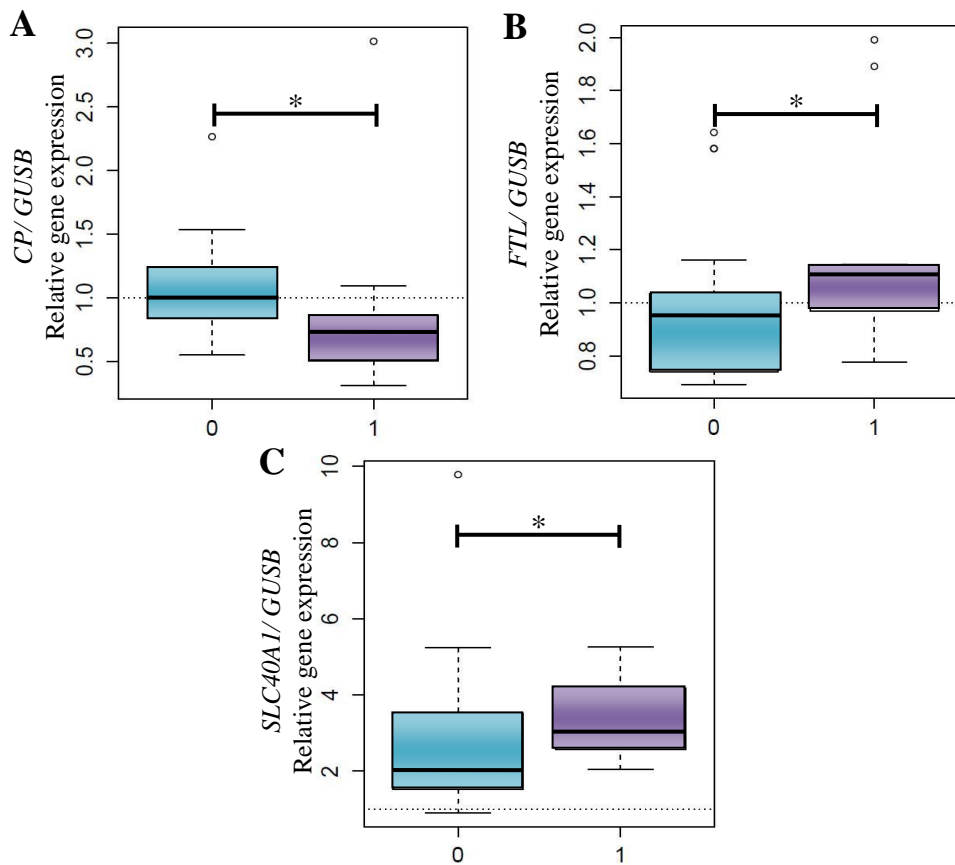 A
CP/ GUSB
Relative gene expression
3.0
2.5
2.0
1.5
1.0
0.5
*
0 1
B
FTL/ GUSB
Relative gene expression
2.0
1.8
1.6
1.4
1.2
1.0
0.8
*
0 1
C
SLC40A1/ GUSB
Relative gene expression
10
8
6
4
2
*
0 1